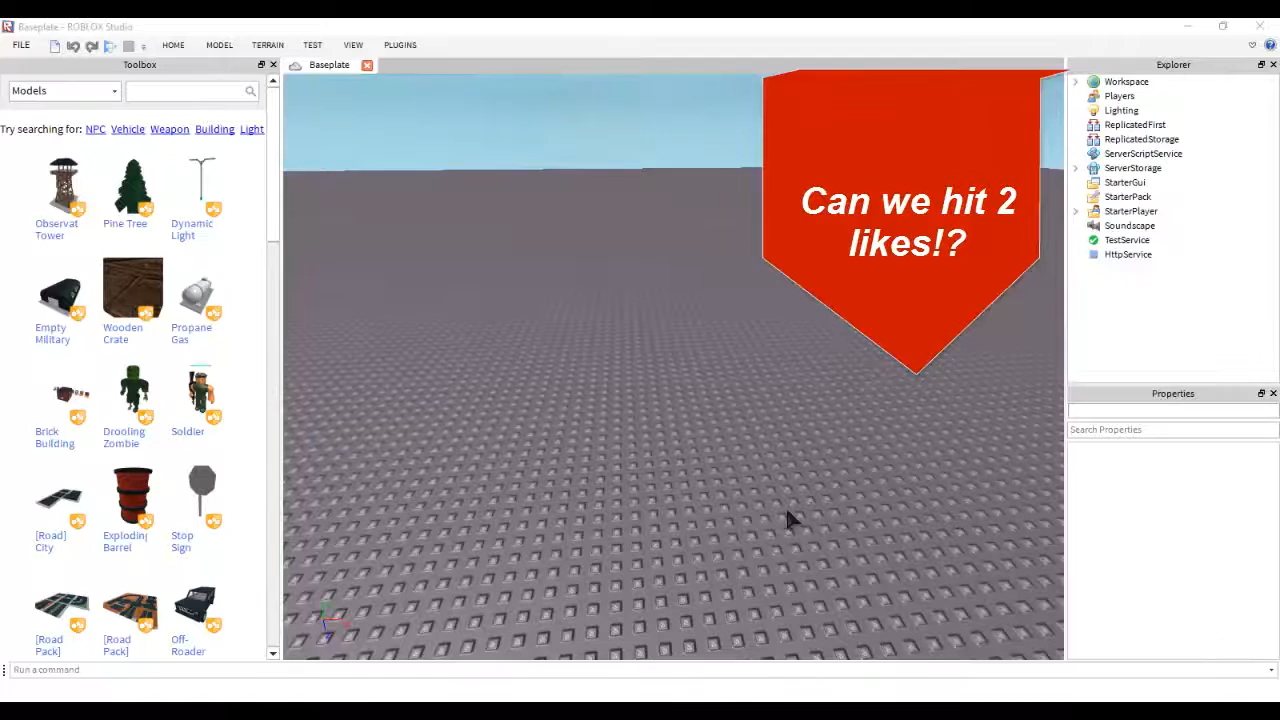 Baseplate - ROBLOX Studio
FILE HOME MODEL TERRAIN TEST VIEW PLUGINS
Toolbox
Baseplate
Explorer
Models
Try searching for: NPC Vehicle Weapon Building Light
Observat
Tower
Pine Tree
Dynamic
Light
Empty
Military
Wooden
Crate
Propane
Gas
Brick
Building
Drooling
Zombie
Soldier
[Road]
City
Exploding
Barrel
Stop
Sign
[Road
Pack]
[Road
Pack]
Off-
Roader
Can we hit 2
likes!?
Workspace
Players
Lighting
ReplicatedFirst
ReplicatedStorage
ServerScriptService
ServerStorage
StarterGui
StarterPack
StarterPlayer
Soundscape
TestService
HttpService
Properties
Search Properties
Run a command